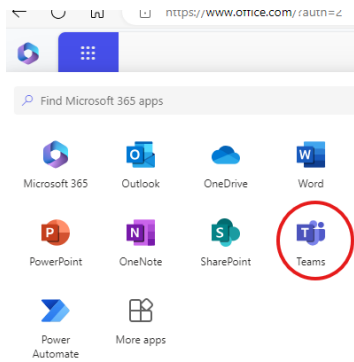 https://www.office.com/?auth=2
Find Microsoft 365 apps
Microsoft 365 Outlook OneDrive Word
PowerPoint OneNote SharePoint Teams
Power
Automate More apps